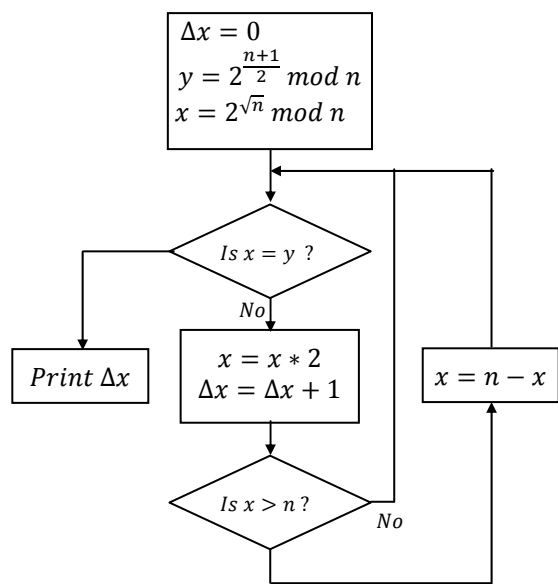 Δx = 0
y = 2^((n+1)/2) mod n
x = 2^(√n) mod n
Is x = y ?
No
Print Δx
x = x * 2
Δx = Δx + 1
x = n − x
Is x > n ?
No